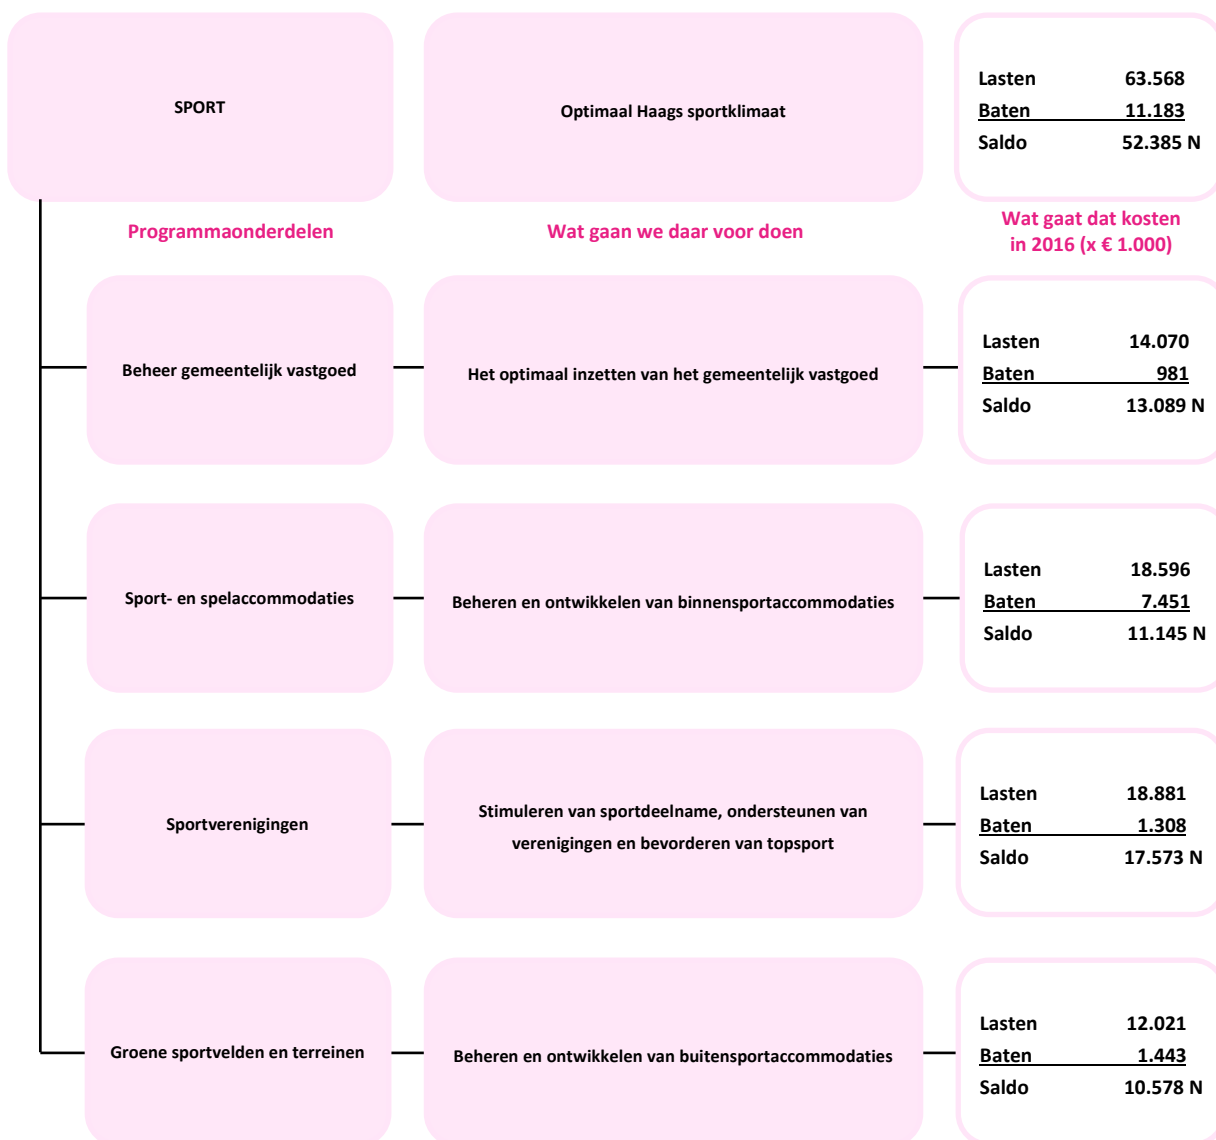 SPORT
Optimaal Haags sportklimaat
Lasten 63.568
Baten 11.183
Saldo 52.385 N
Programmaonderdelen
Wat gaan we daar voor doen
Wat gaat dat kosten
in 2016 (x € 1.000)
Beheer gemeentelijk vastgoed
Het optimaal inzetten van het gemeentelijk vastgoed
Lasten 14.070
Baten 981
Saldo 13.089 N
Sport- en spelaccommodaties
Beheren en ontwikkelen van binnensportaccommodaties
Lasten 18.596
Baten 7.451
Saldo 11.145 N
Sportverenigingen
Stimuleren van sportdeelname, ondersteunen van
verenigingen en bevorderen van topsport
Lasten 18.881
Baten 1.308
Saldo 17.573 N
Groene sportvelden en terreinen
Beheren en ontwikkelen van buitensportaccommodaties
Lasten 12.021
Baten 1.443
Saldo 10.578 N